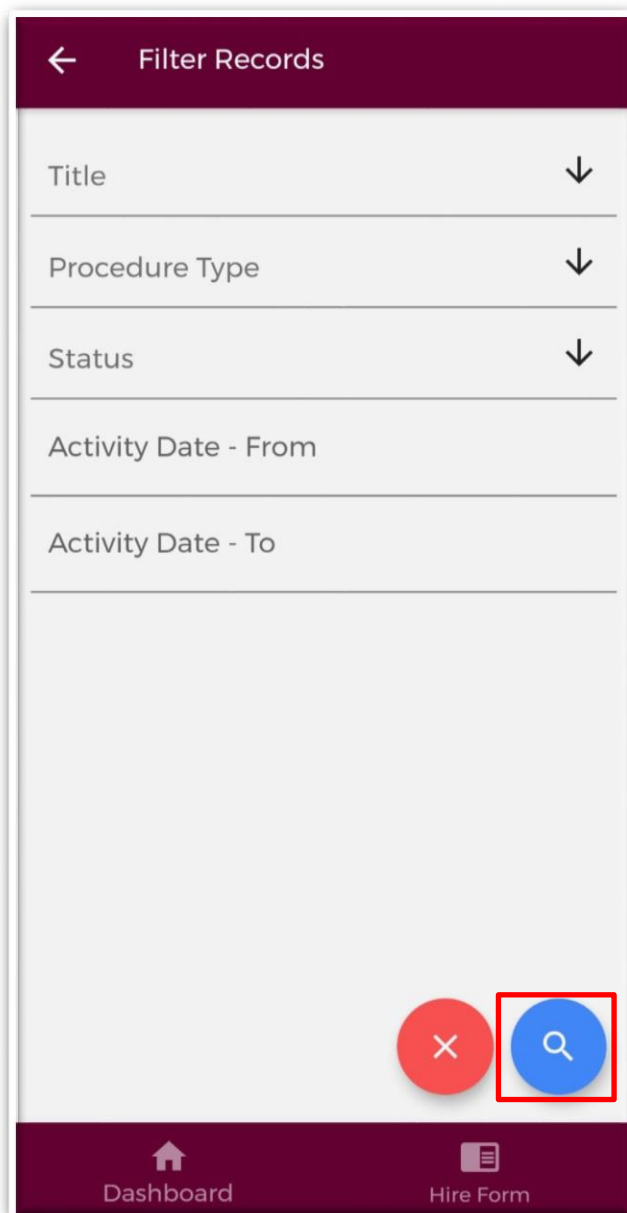 Filter Records
Title
Procedure Type
Status
Activity Date - From
Activity Date - To
Dashboard
Hire Form